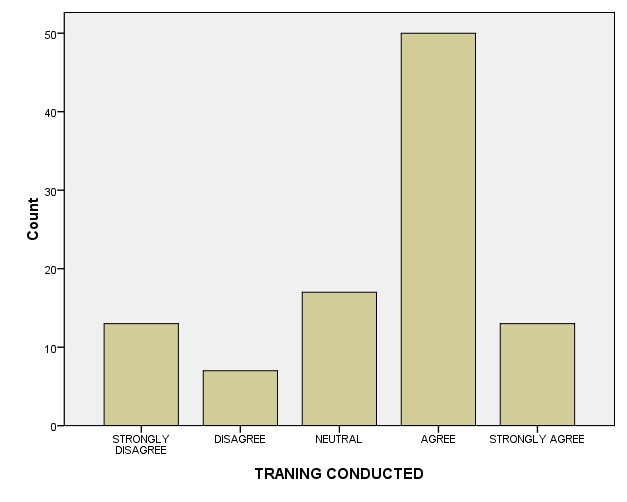 50
40
30
20
10
0
Count
STRONGLY
DISAGREE
DISAGREE
NEUTRAL
AGREE
STRONGLY AGREE
TRANING CONDUCTED